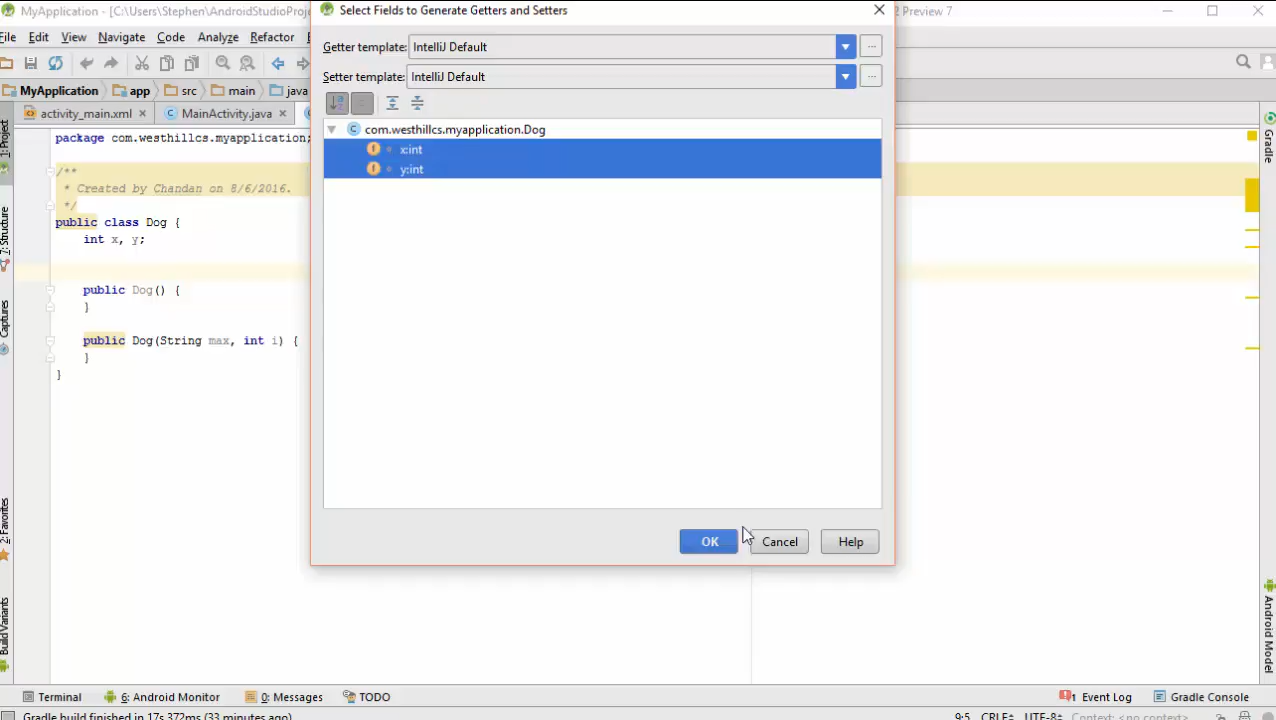 MyApplication - [C:\Users\Stephen\AndroidStudioProj
Select Fields to Generate Getters and Setters
2 Preview 7
File Edit View Navigate Code Analyze Refactor
Getter template: IntelliJ Default ...
Setter template: IntelliJ Default ...
MyApplication app src main java
activity_main.xml MainActivity.java
com.westhillcs.myapplication.Dog
x:int
y:int
package com.westhillcs.myapplication;
/**
* Created by Chandan on 8/6/2016.
*/
public class Dog {
int x, y;
public Dog() {
}
public Dog(String max, int i) {
}
}
OK Cancel Help
1: Project
7: Structure
Captures
2: Favorites
Build Variants
Gradle
Android Model
Terminal 6: Android Monitor 0: Messages TODO 1 Event Log Gradle Console
Gradle build finished in 17s 372ms (33 minutes ago) 9:5 CRLF UTF-8 Context: <no context>